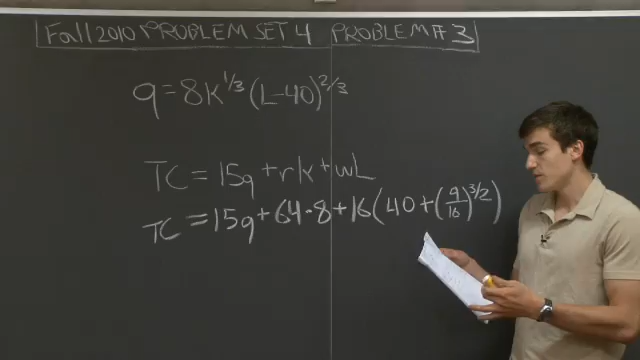 Fall 2010 PROBLEM SET 4 PROBLEM # 3
q = 8K^1/3 (L-40)^2/3
TC = 15q + rK + wL
TC = 15q + 64·8 + 16(40 + (q/16)^3/2)